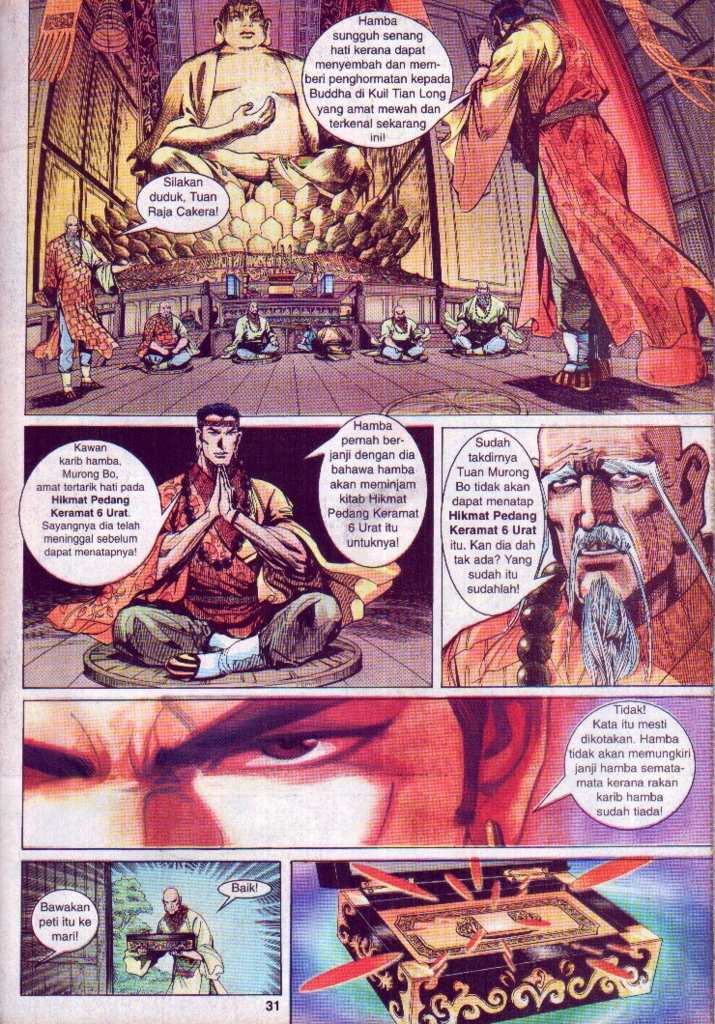 Hamba
sungguh senang
hati kerana dapat
menyembah dan mem-
beri penghormatan kepada
Buddha di Kuil Tian Long
yang amat mewah dan
terkenal sekarang
ini!
Silakan
duduk, Tuan
Raja Cakera!
Kawan
karib hamba,
Murong Bo,
amat tertarik hati pada
Hikmat Pedang
Keramat 6 Urat.
Sayangnya dia telah
meninggal sebelum
dapat menatapnya!
Hamba
pernah ber-
janji dengan dia
bahawa hamba
akan meminjam
kitab Hikmat
Pedang Keramat
6 Urat itu
untuknya!
Sudah
takdirnya
Tuan Murong
Bo tidak akan
dapat menatap
Hikmat Pedang
Keramat 6 Urat
itu. Kan dia dah
tak ada? Yang
sudah itu
sudahlah!
Tidak!
Kata itu mesti
dikotakan. Hamba
tidak akan memungkiri
janji hamba semata-
mata kerana rakan
karib hamba
sudah tiada!
Bawakan
peti itu ke
mari!
Baik!
31